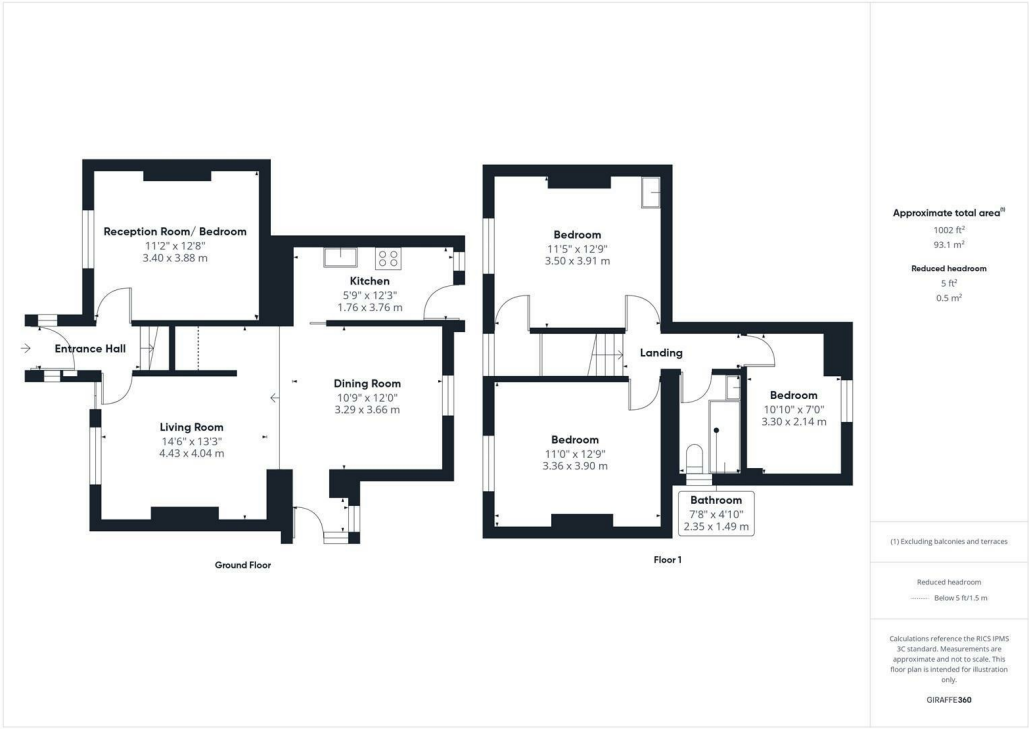 Reception Room/ Bedroom
11'2" x 12'8"
3.40 x 3.88 m
Kitchen
5'9" x 12'3"
1.76 x 3.76 m
Entrance Hall
Dining Room
10'9" x 12'0"
3.29 x 3.66 m
Living Room
14'6" x 13'3"
4.43 x 4.04 m
Ground Floor
Bedroom
11'5" x 12'9"
3.50 x 3.91 m
Landing
Bedroom
10'10" x 7'0"
3.30 x 2.14 m
Bedroom
11'0" x 12'9"
3.36 x 3.90 m
Bathroom
7'8" x 4'10"
2.35 x 1.49 m
Floor 1
Approximate total area⁽¹⁾
1002 ft²
93.1 m²
Reduced headroom
5 ft²
0.5 m²
(1) Excluding balconies and terraces
Reduced headroom
Below 5 ft/1.5 m
Calculations reference the RICS IPMS
3C standard. Measurements are
approximate and not to scale. This
floor plan is intended for illustration
only.
GIRAFFE360